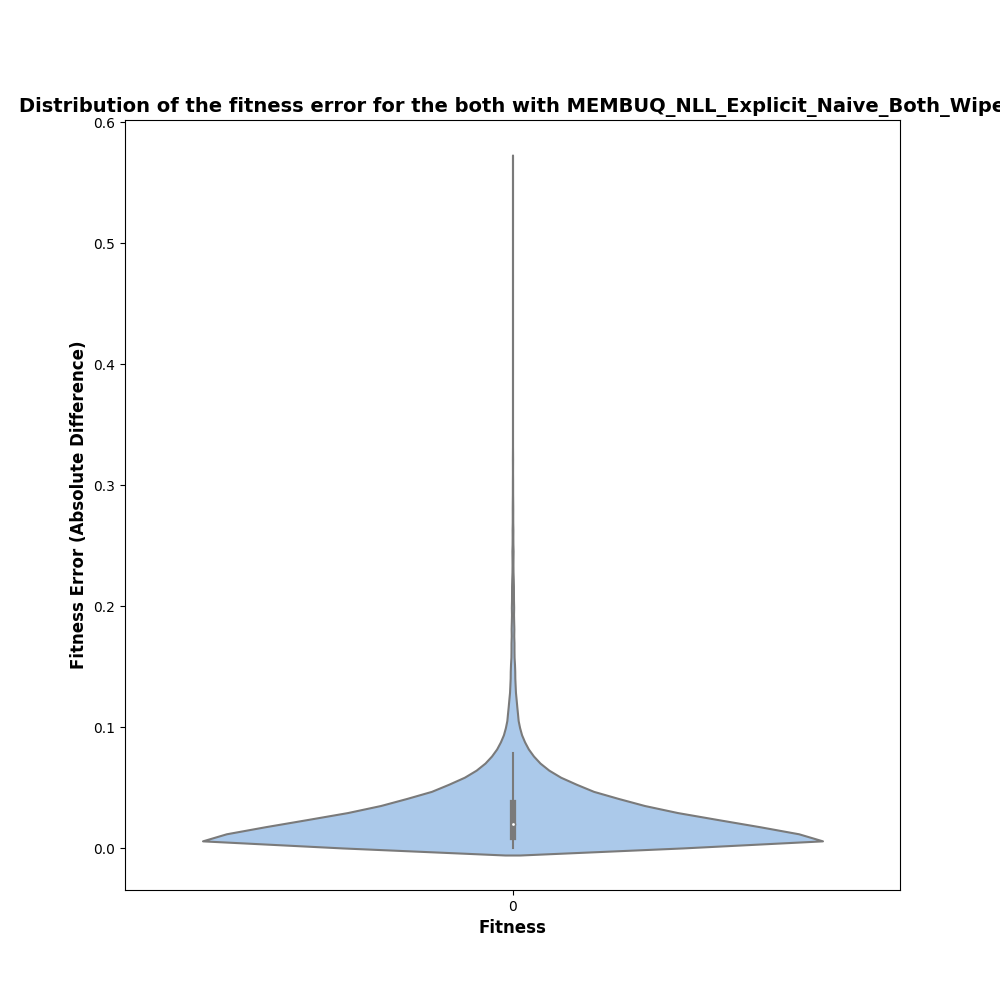 Distribution of the fitness error for the both with MEMBUQ_NLL_Explicit_Naive_Both_Wipe
0.6
0.5
0.4
0.3
0.2
0.1
0.0
Fitness Error (Absolute Difference)
0
Fitness